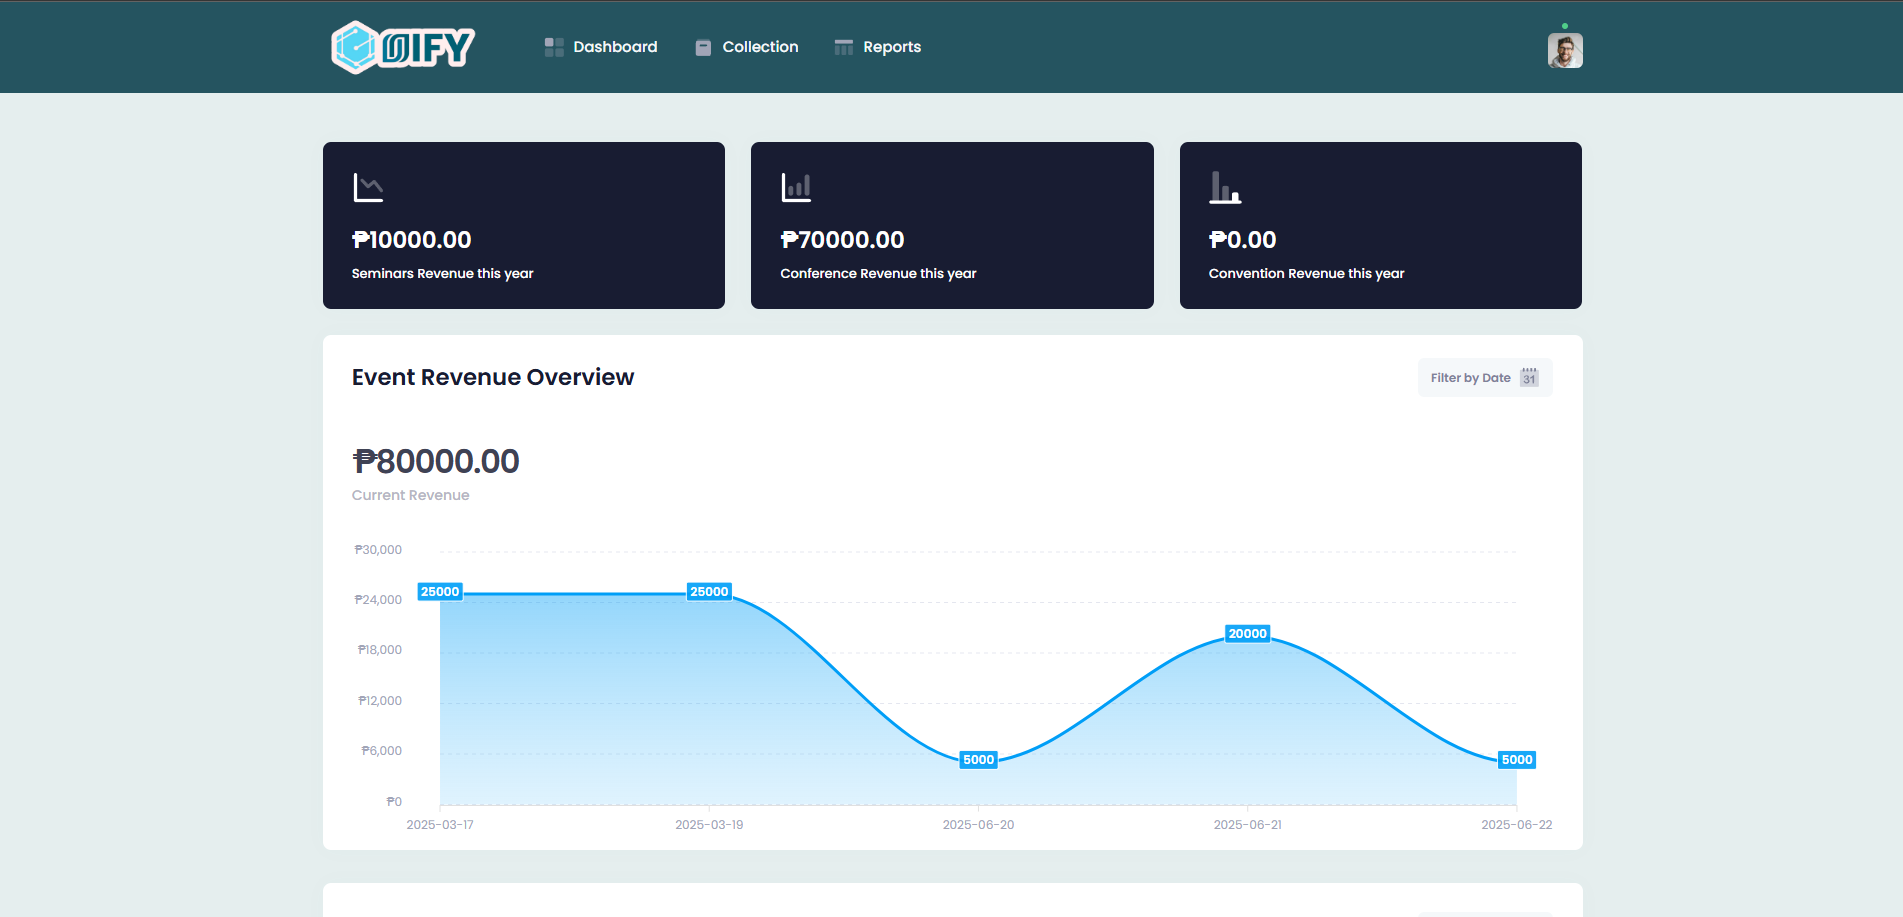 EDIFY
Dashboard
Collection
Reports
₱10000.00
Seminars Revenue this year
₱70000.00
Conference Revenue this year
₱0.00
Convention Revenue this year
Event Revenue Overview
Filter by Date
31
₱80000.00
Current Revenue
₱30,000
₱24,000
₱18,000
₱12,000
₱6,000
₱0
25000
25000
5000
20000
5000
2025-03-17
2025-03-19
2025-06-20
2025-06-21
2025-06-22